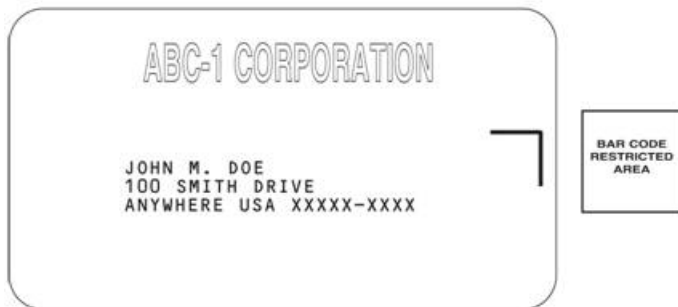 ABC-1 CORPORATION
JOHN M. DOE
100 SMITH DRIVE
ANYWHERE USA XXXXX-XXXX
BAR CODE
RESTRICTED
AREA